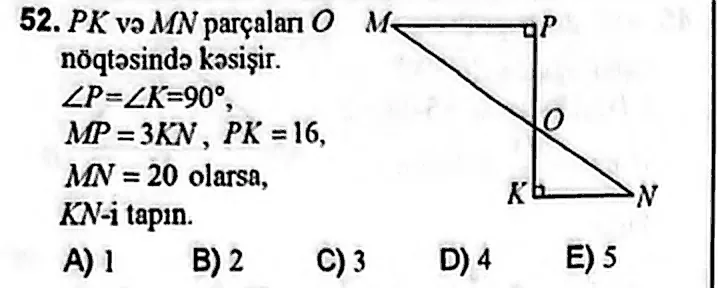 52. PK və MN parçaları O
nöqtəsində kəsişir.
∠P=∠K=90°,
MP = 3KN, PK = 16,
MN = 20 olarsa,
KN-i tapın.
M
P
O
K
N
A) 1 B) 2 C) 3 D) 4 E) 5